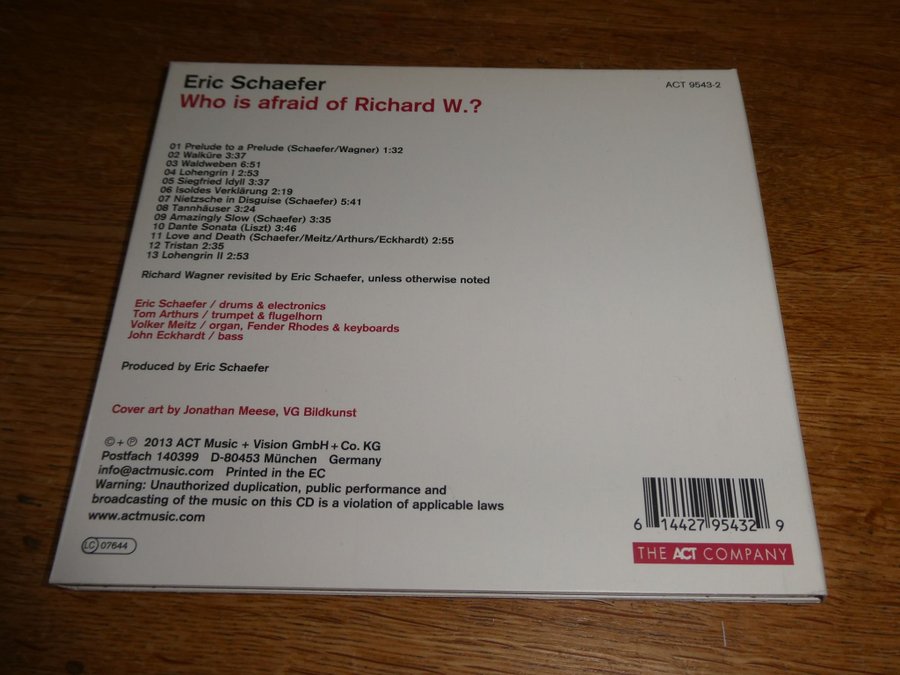 Eric Schaefer
ACT 9543-2
Who is afraid of Richard W.?
01 Prelude to a Prelude (Schaefer/Wagner) 1:32
02 Walküre 3:37
03 Waldweben 6:51
04 Lohengrin I 2:53
05 Siegfried Idyll 3:37
06 Isoldes Verklärung 2:19
07 Nietzsche in Disguise (Schaefer) 5:41
08 Tannhäuser 3:24
09 Amazingly Slow (Schaefer) 3:35
10 Dante Sonata (Liszt) 3:46
11 Love and Death (Schaefer/Meitz/Arthurs/Eckhardt) 2:55
12 Tristan 2:35
13 Lohengrin II 2:53
Richard Wagner revisited by Eric Schaefer, unless otherwise noted
Eric Schaefer / drums & electronics
Tom Arthurs / trumpet & flugelhorn
Volker Meitz / organ, Fender Rhodes & keyboards
John Eckhardt / bass
Produced by Eric Schaefer
Cover art by Jonathan Meese, VG Bildkunst
© + ℗ 2013 ACT Music + Vision GmbH + Co. KG
Postfach 140399 D-80453 München Germany
info@actmusic.com Printed in the EC
Warning: Unauthorized duplication, public performance and
broadcasting of the music on this CD is a violation of applicable laws
www.actmusic.com
LC 07644
6 14427 95432 9
THE ACT COMPANY